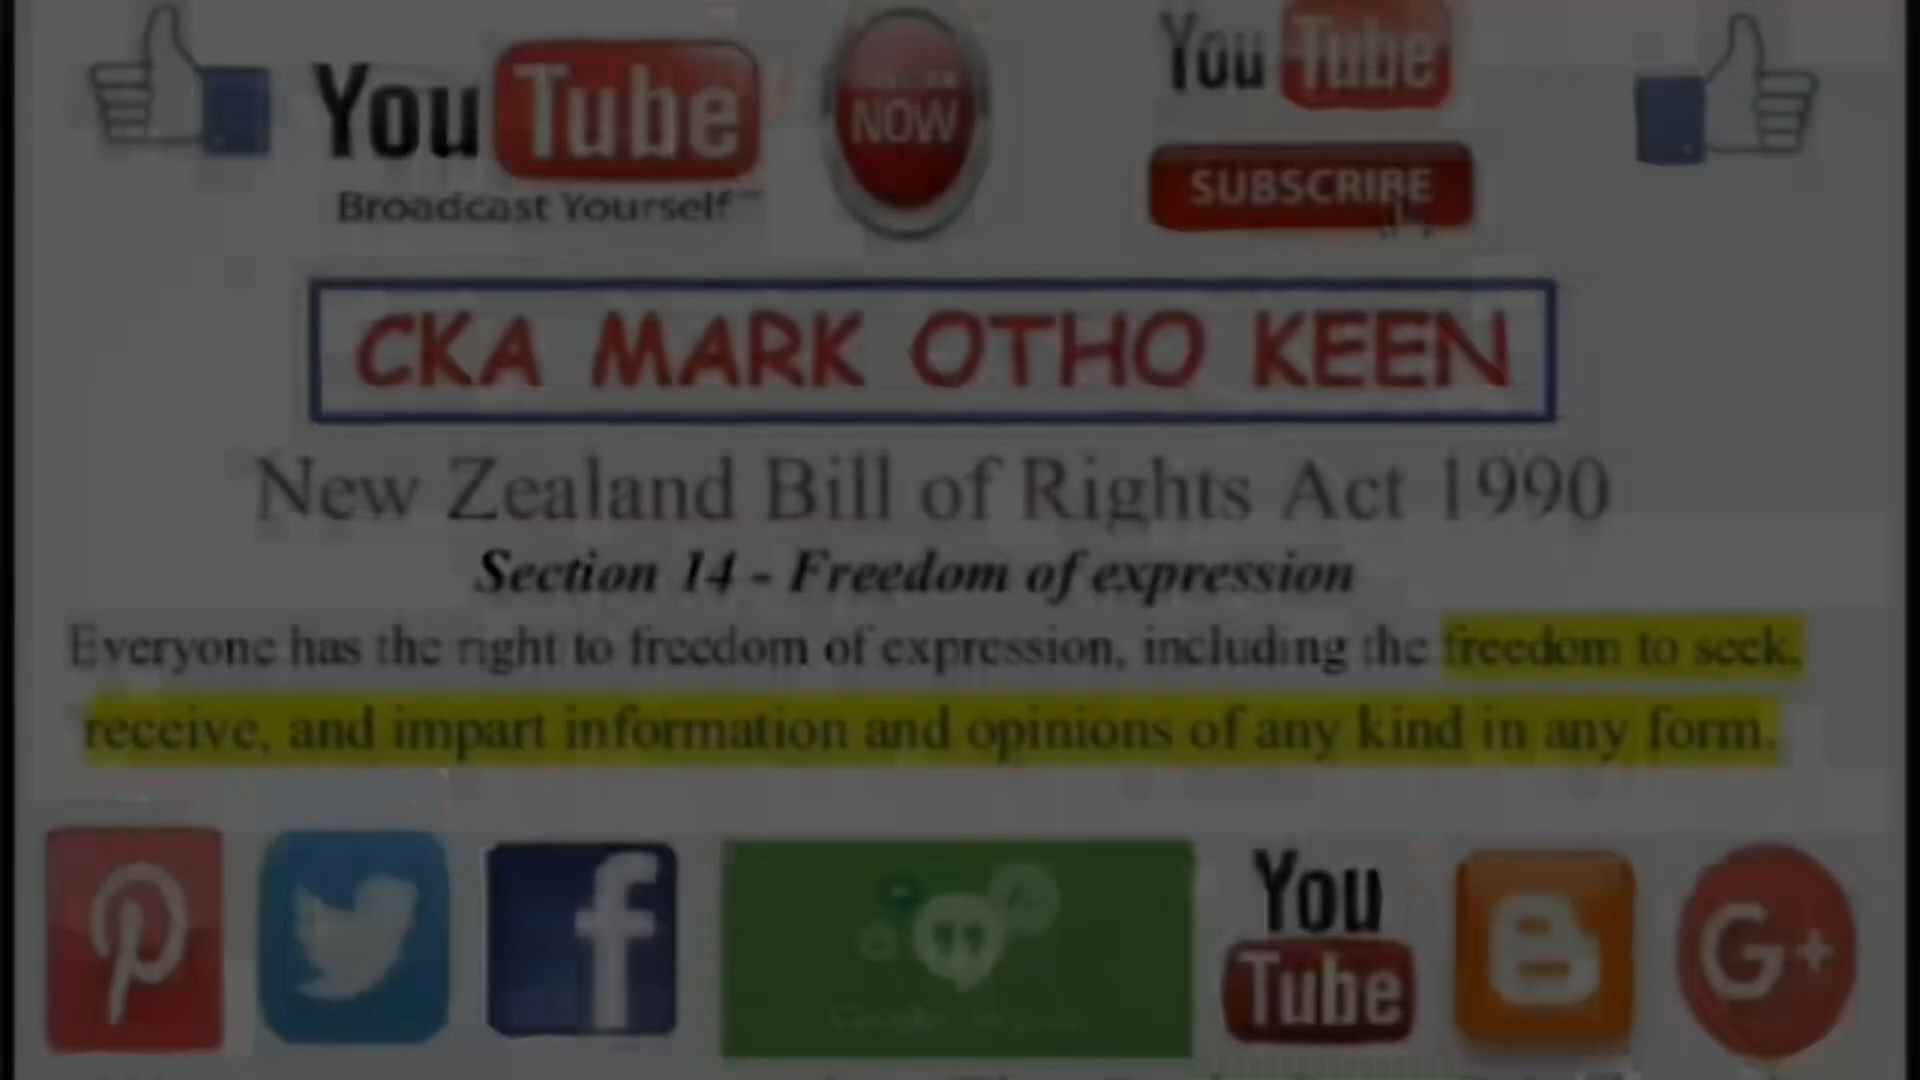 You Tube
Broadcast Yourself™
NOW
You Tube
SUBSCRIBE
CKA MARK OTHO KEEN
New Zealand Bill of Rights Act 1990
Section 14 - Freedom of expression
Everyone has the right to freedom of expression, including the freedom to seek,
receive, and impart information and opinions of any kind in any form.
You
Tube
G+